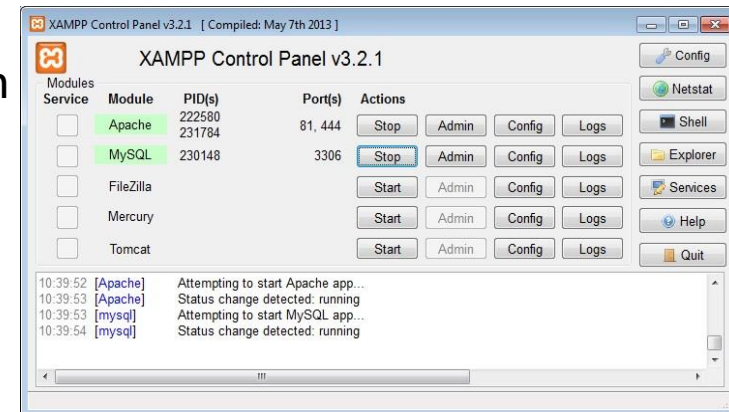 n
XAMPP Control Panel v3.2.1 [ Compiled: May 7th 2013 ]
XAMPP Control Panel v3.2.1
Config
Modules
Service Module PID(s) Port(s) Actions
Netstat
Apache 222580 231784 81, 444 Stop Admin Config Logs
Shell
MySQL 230148 3306 Stop Admin Config Logs
Explorer
FileZilla Start Admin Config Logs
Services
Mercury Start Admin Config Logs
Help
Tomcat Start Admin Config Logs
Quit
10:39:52 [Apache] Attempting to start Apache app...
10:39:53 [Apache] Status change detected: running
10:39:53 [mysql] Attempting to start MySQL app...
10:39:54 [mysql] Status change detected: running